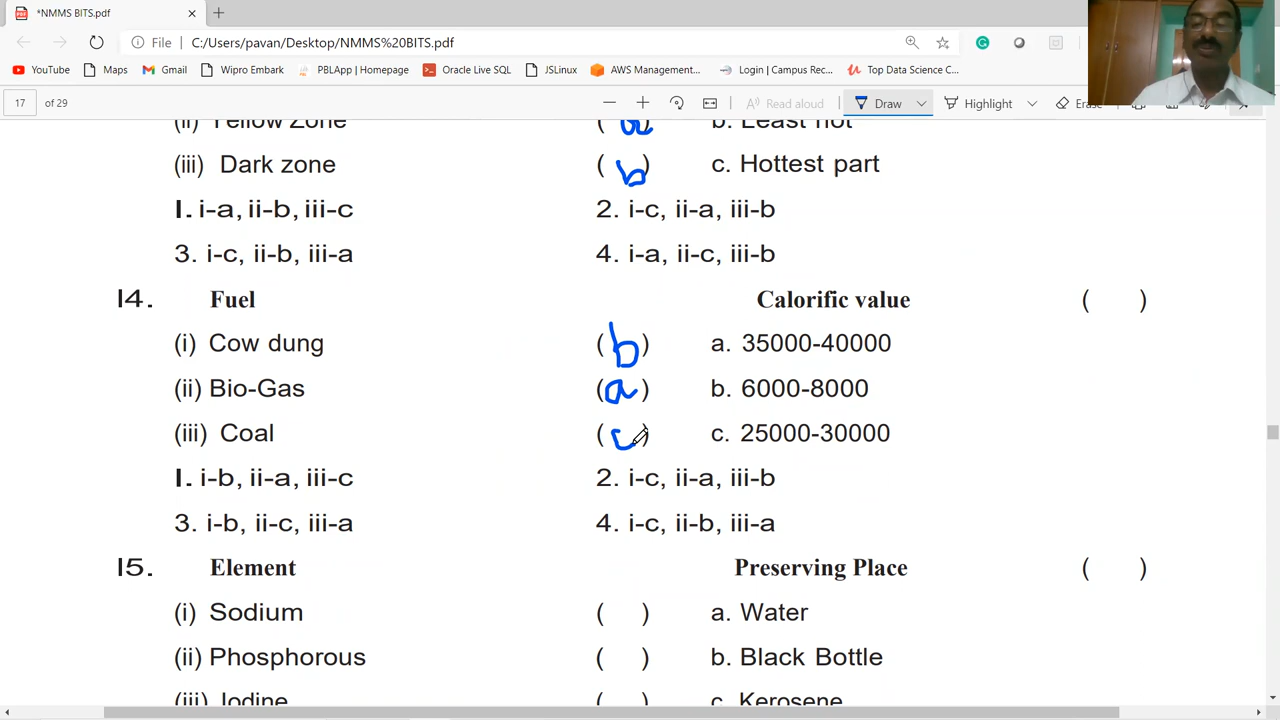 *NMMS BITS.pdf
File C:/Users/pavan/Desktop/NMMS%20BITS.pdf
YouTube Maps Gmail Wipro Embark PBLApp | Homepage Oracle Live SQL JSLinux AWS Management... Login | Campus Rec... Top Data Science C...
17 of 29 Read aloud Draw Highlight Erase
(ii) Yellow Zone ( a ) b. Least hot
(iii) Dark zone ( b ) c. Hottest part
1. i-a, ii-b, iii-c 2. i-c, ii-a, iii-b
3. i-c, ii-b, iii-a 4. i-a, ii-c, iii-b
14. Fuel Calorific value ( )
(i) Cow dung ( b ) a. 35000-40000
(ii) Bio-Gas ( a ) b. 6000-8000
(iii) Coal ( c ) c. 25000-30000
1. i-b, ii-a, iii-c 2. i-c, ii-a, iii-b
3. i-b, ii-c, iii-a 4. i-c, ii-b, iii-a
15. Element Preserving Place ( )
(i) Sodium ( ) a. Water
(ii) Phosphorous ( ) b. Black Bottle
(iii) Iodine ( ) c. Kerosene